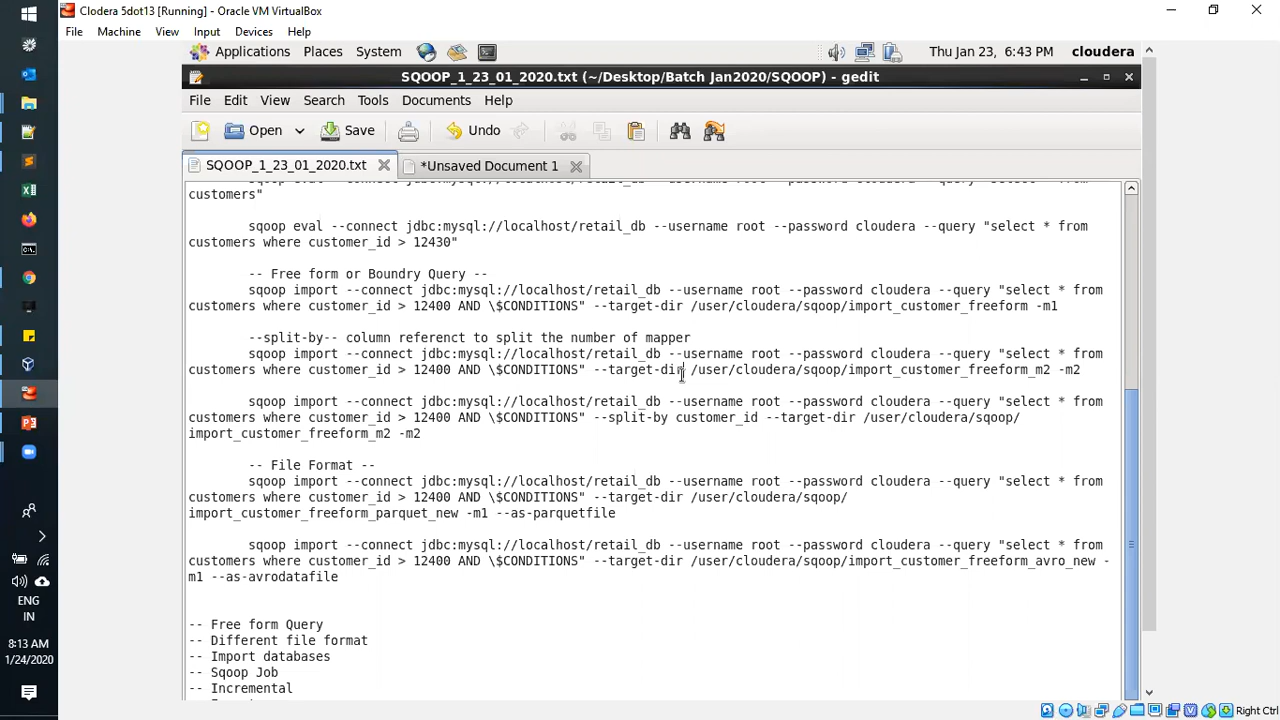 Clodera 5dot13 [Running] - Oracle VM VirtualBox
File Machine View Input Devices Help
Applications Places System Thu Jan 23, 6:43 PM cloudera
SQOOP_1_23_01_2020.txt (~/Desktop/Batch Jan2020/SQOOP) - gedit
File Edit View Search Tools Documents Help
Open Save Undo
SQOOP_1_23_01_2020.txt *Unsaved Document 1
customers"
sqoop eval --connect jdbc:mysql://localhost/retail_db --username root --password cloudera --query "select * from
customers where customer_id > 12430"
-- Free form or Boundry Query --
sqoop import --connect jdbc:mysql://localhost/retail_db --username root --password cloudera --query "select * from
customers where customer_id > 12400 AND \$CONDITIONS" --target-dir /user/cloudera/sqoop/import_customer_freeform -m1
--split-by-- column referenct to split the number of mapper
sqoop import --connect jdbc:mysql://localhost/retail_db --username root --password cloudera --query "select * from
customers where customer_id > 12400 AND \$CONDITIONS" --target-dir /user/cloudera/sqoop/import_customer_freeform_m2 -m2
sqoop import --connect jdbc:mysql://localhost/retail_db --username root --password cloudera --query "select * from
customers where customer_id > 12400 AND \$CONDITIONS" --split-by customer_id --target-dir /user/cloudera/sqoop/
import_customer_freeform_m2 -m2
-- File Format --
sqoop import --connect jdbc:mysql://localhost/retail_db --username root --password cloudera --query "select * from
customers where customer_id > 12400 AND \$CONDITIONS" --target-dir /user/cloudera/sqoop/
import_customer_freeform_parquet_new -m1 --as-parquetfile
sqoop import --connect jdbc:mysql://localhost/retail_db --username root --password cloudera --query "select * from
customers where customer_id > 12400 AND \$CONDITIONS" --target-dir /user/cloudera/sqoop/import_customer_freeform_avro_new -
m1 --as-avrodatafile
-- Free form Query
-- Different file format
-- Import databases
-- Sqoop Job
-- Incremental
ENG
IN
8:13 AM
1/24/2020
Right Ctrl